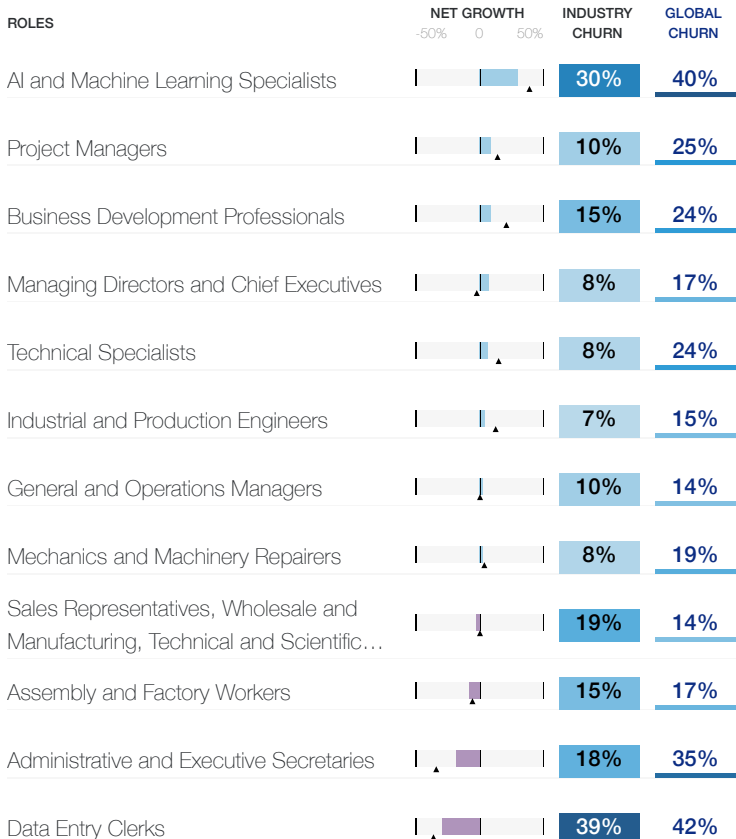 ROLES NET GROWTH INDUSTRY CHURN GLOBAL CHURN
-50% 0 50%
AI and Machine Learning Specialists 30% 40%
Project Managers 10% 25%
Business Development Professionals 15% 24%
Managing Directors and Chief Executives 8% 17%
Technical Specialists 8% 24%
Industrial and Production Engineers 7% 15%
General and Operations Managers 10% 14%
Mechanics and Machinery Repairers 8% 19%
Sales Representatives, Wholesale and
Manufacturing, Technical and Scientific… 19% 14%
Assembly and Factory Workers 15% 17%
Administrative and Executive Secretaries 18% 35%
Data Entry Clerks 39% 42%